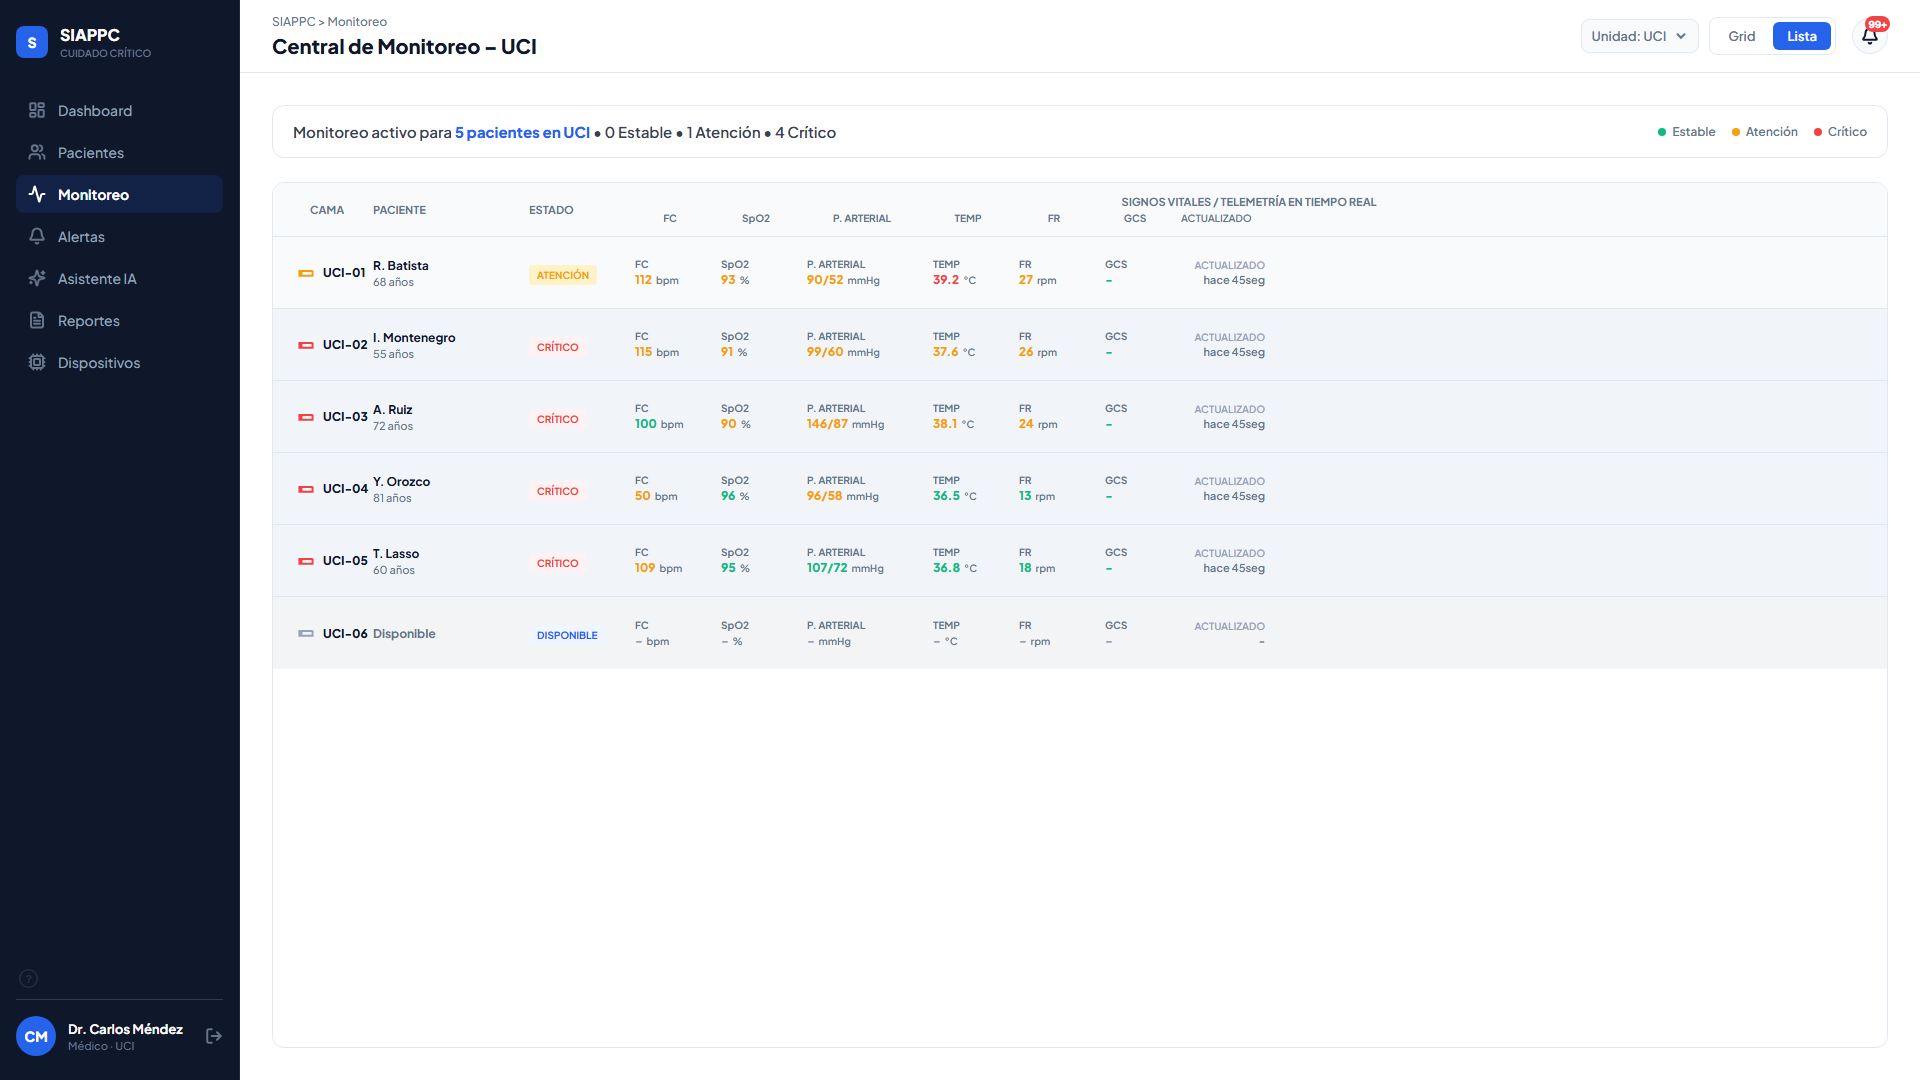 S
SIAPPC
CUIDADO CRÍTICO
Dashboard
Pacientes
Monitoreo
Alertas
Asistente IA
Reportes
Dispositivos
?
CM
Dr. Carlos Méndez
Médico · UCI
SIAPPC > Monitoreo
Central de Monitoreo – UCI
Unidad: UCI
Grid
Lista
99+
Monitoreo activo para 5 pacientes en UCI • 0 Estable • 1 Atención • 4 Crítico
Estable
Atención
Crítico
CAMA PACIENTE ESTADO SIGNOS VITALES / TELEMETRÍA EN TIEMPO REAL
FC SpO2 P. ARTERIAL TEMP FR GCS ACTUALIZADO
UCI-01 R. Batista
68 años
ATENCIÓN
FC SpO2 P. ARTERIAL TEMP FR GCS ACTUALIZADO
112 bpm 93 % 90/52 mmHg 39.2 °C 27 rpm – hace 45seg
UCI-02 I. Montenegro
55 años
CRÍTICO
FC SpO2 P. ARTERIAL TEMP FR GCS ACTUALIZADO
115 bpm 91 % 99/60 mmHg 37.6 °C 26 rpm – hace 45seg
UCI-03 A. Ruiz
72 años
CRÍTICO
FC SpO2 P. ARTERIAL TEMP FR GCS ACTUALIZADO
100 bpm 90 % 146/87 mmHg 38.1 °C 24 rpm – hace 45seg
UCI-04 Y. Orozco
81 años
CRÍTICO
FC SpO2 P. ARTERIAL TEMP FR GCS ACTUALIZADO
50 bpm 96 % 96/58 mmHg 36.5 °C 13 rpm – hace 45seg
UCI-05 T. Lasso
60 años
CRÍTICO
FC SpO2 P. ARTERIAL TEMP FR GCS ACTUALIZADO
109 bpm 95 % 107/72 mmHg 36.8 °C 18 rpm – hace 45seg
UCI-06 Disponible
DISPONIBLE
FC SpO2 P. ARTERIAL TEMP FR GCS ACTUALIZADO
– bpm – % – mmHg – °C – rpm – -